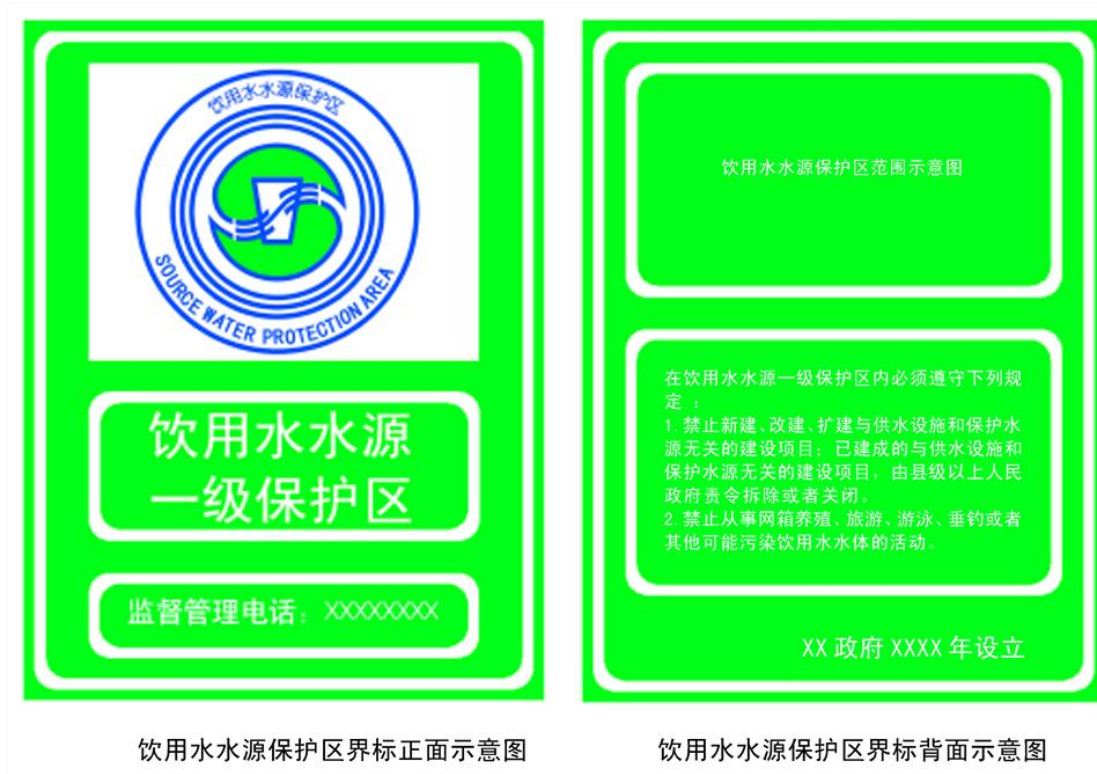 饮用水水源保护区
SOURCE WATER PROTECTION AREA
饮用水水源
一级保护区
监督管理电话：XXXXXXXX
饮用水水源保护区界标正面示意图
饮用水水源保护区范围示意图
在饮用水水源一级保护区内必须遵守下列规
定：
1. 禁止新建、改建、扩建与供水设施和保护水
源无关的建设项目；已建成的与供水设施和
保护水源无关的建设项目，由县级以上人民
政府责令拆除或者关闭。
2. 禁止从事网箱养殖、旅游、游泳、垂钓或者
其他可能污染饮用水水体的活动。
XX 政府 XXXX 年设立
饮用水水源保护区界标背面示意图